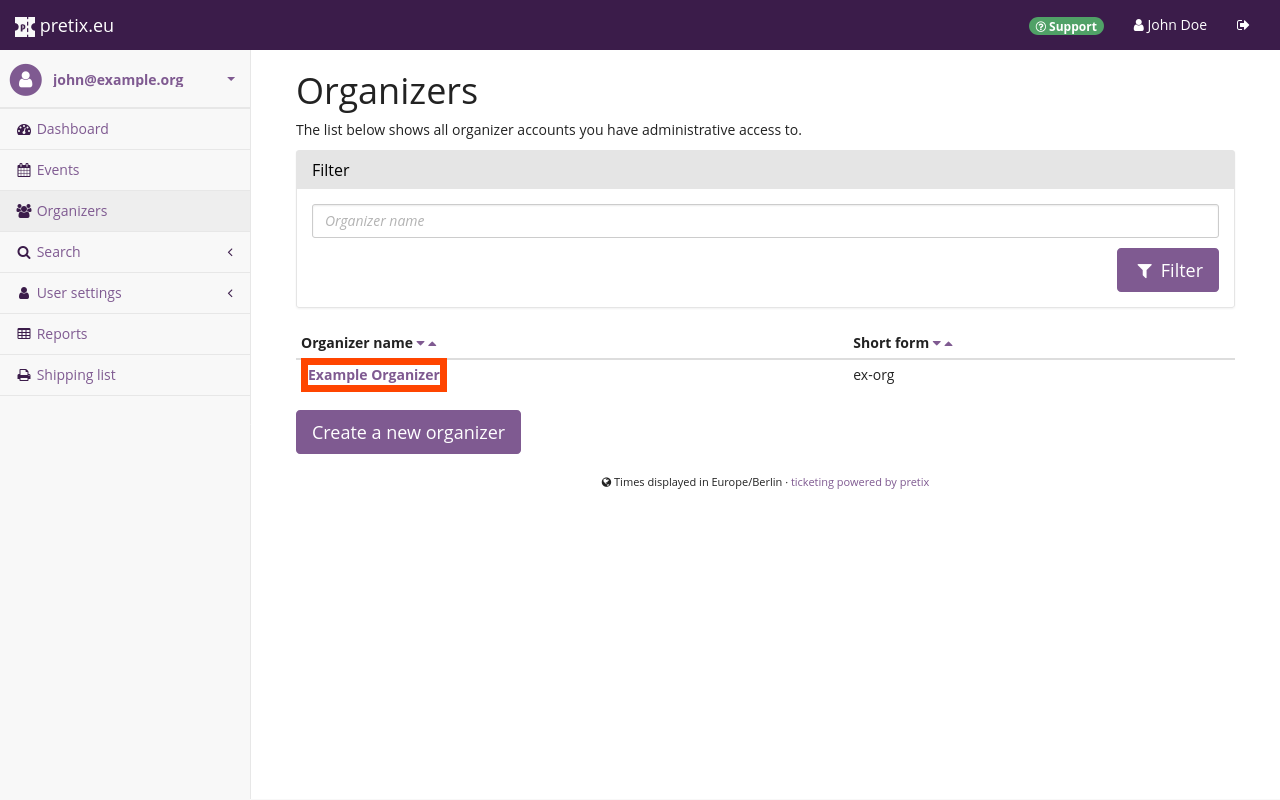 pretix.eu
Support
John Doe
john@example.org
Dashboard
Events
Organizers
Search
User settings
Reports
Shipping list
Organizers
The list below shows all organizer accounts you have administrative access to.
Filter
Organizer name
Filter
Organizer name Short form
Example Organizer ex-org
Create a new organizer
Times displayed in Europe/Berlin · ticketing powered by pretix